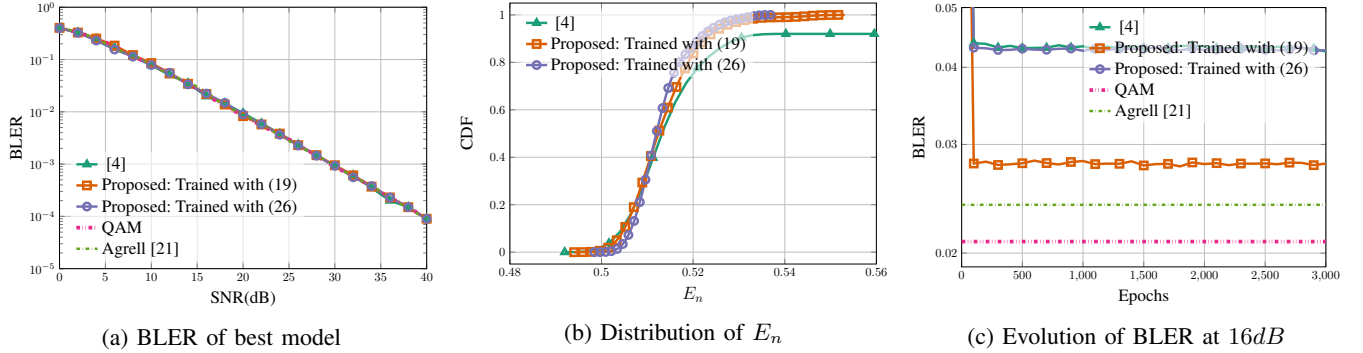 10^0
10^−1
10^−2
10^−3
10^−4
10^−5
BLER
0 5 10 15 20 25 30 35 40
SNR(dB)
[4]
Proposed: Trained with (19)
Proposed: Trained with (26)
QAM
Agrell [21]
(a) BLER of best model
1
0.8
0.6
0.4
0.2
0
CDF
0.48 0.5 0.52 0.54 0.56
E_n
[4]
Proposed: Trained with (19)
Proposed: Trained with (26)
(b) Distribution of E_n
0.05
0.04
0.03
0.02
BLER
0 500 1,000 1,500 2,000 2,500 3,000
Epochs
[4]
Proposed: Trained with (19)
Proposed: Trained with (26)
QAM
Agrell [21]
(c) Evolution of BLER at 16dB